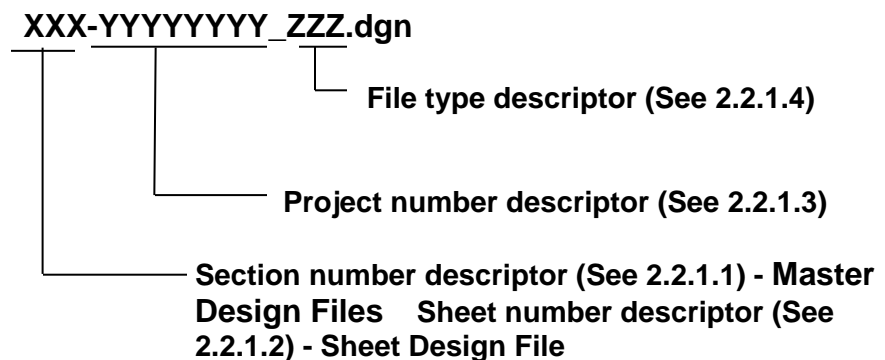 XXX-YYYYYYYY_ZZZ.dgn
File type descriptor (See 2.2.1.4)
Project number descriptor (See 2.2.1.3)
Section number descriptor (See 2.2.1.1) - Master
Design Files Sheet number descriptor (See
2.2.1.2) - Sheet Design File